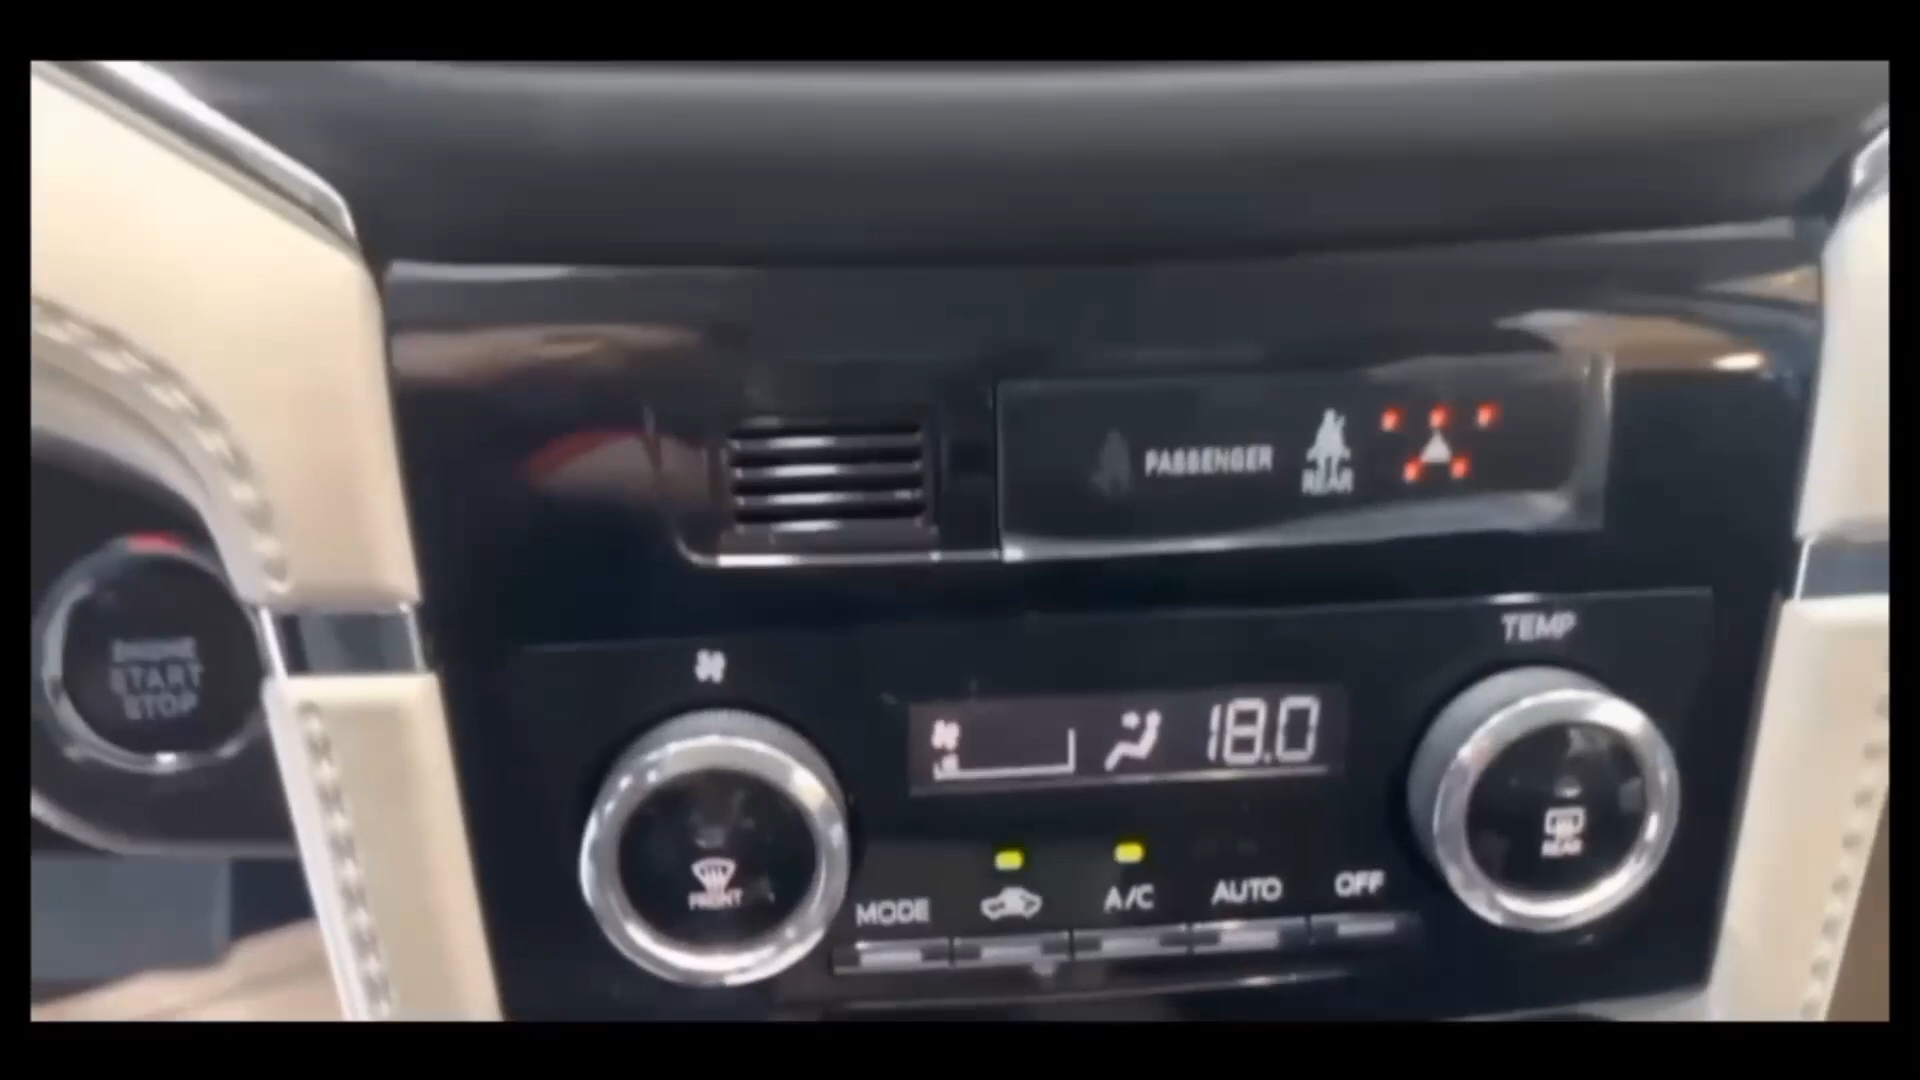 PASSENGER
REAR
ENGINE
START
STOP
TEMP
18.0
FRONT
REAR
MODE
A/C
AUTO
OFF